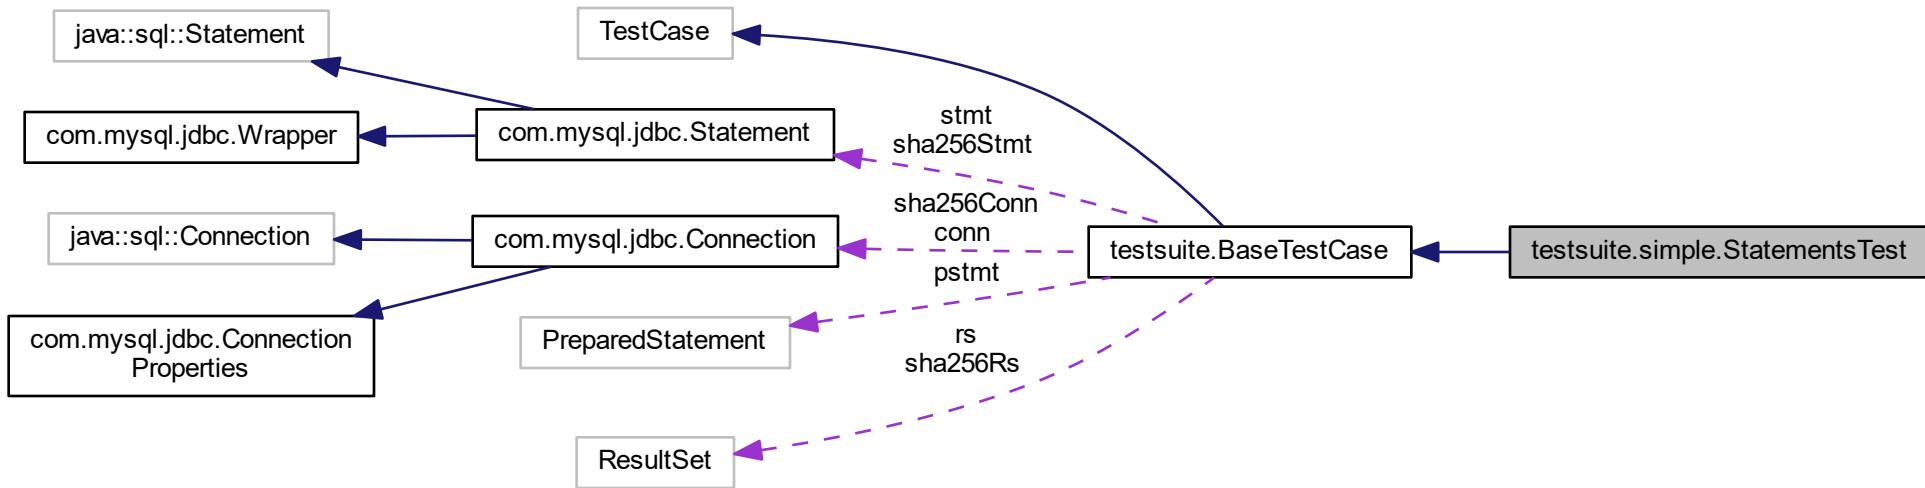 java::sql::Statement
TestCase
com.mysql.jdbc.Wrapper
com.mysql.jdbc.Statement
stmt
sha256Stmt
java::sql::Connection
com.mysql.jdbc.Connection
sha256Conn
conn
testsuite.BaseTestCase
testsuite.simple.StatementsTest
pstmt
com.mysql.jdbc.Connection
Properties
PreparedStatement
rs
sha256Rs
ResultSet